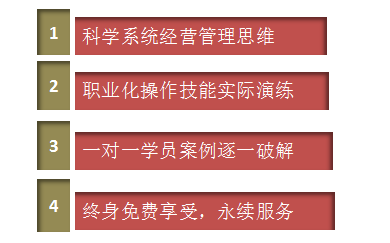 1 科学系统经营管理思维
2 职业化操作技能实际演练
3 一对一学员案例逐一破解
4 终身免费享受，永续服务